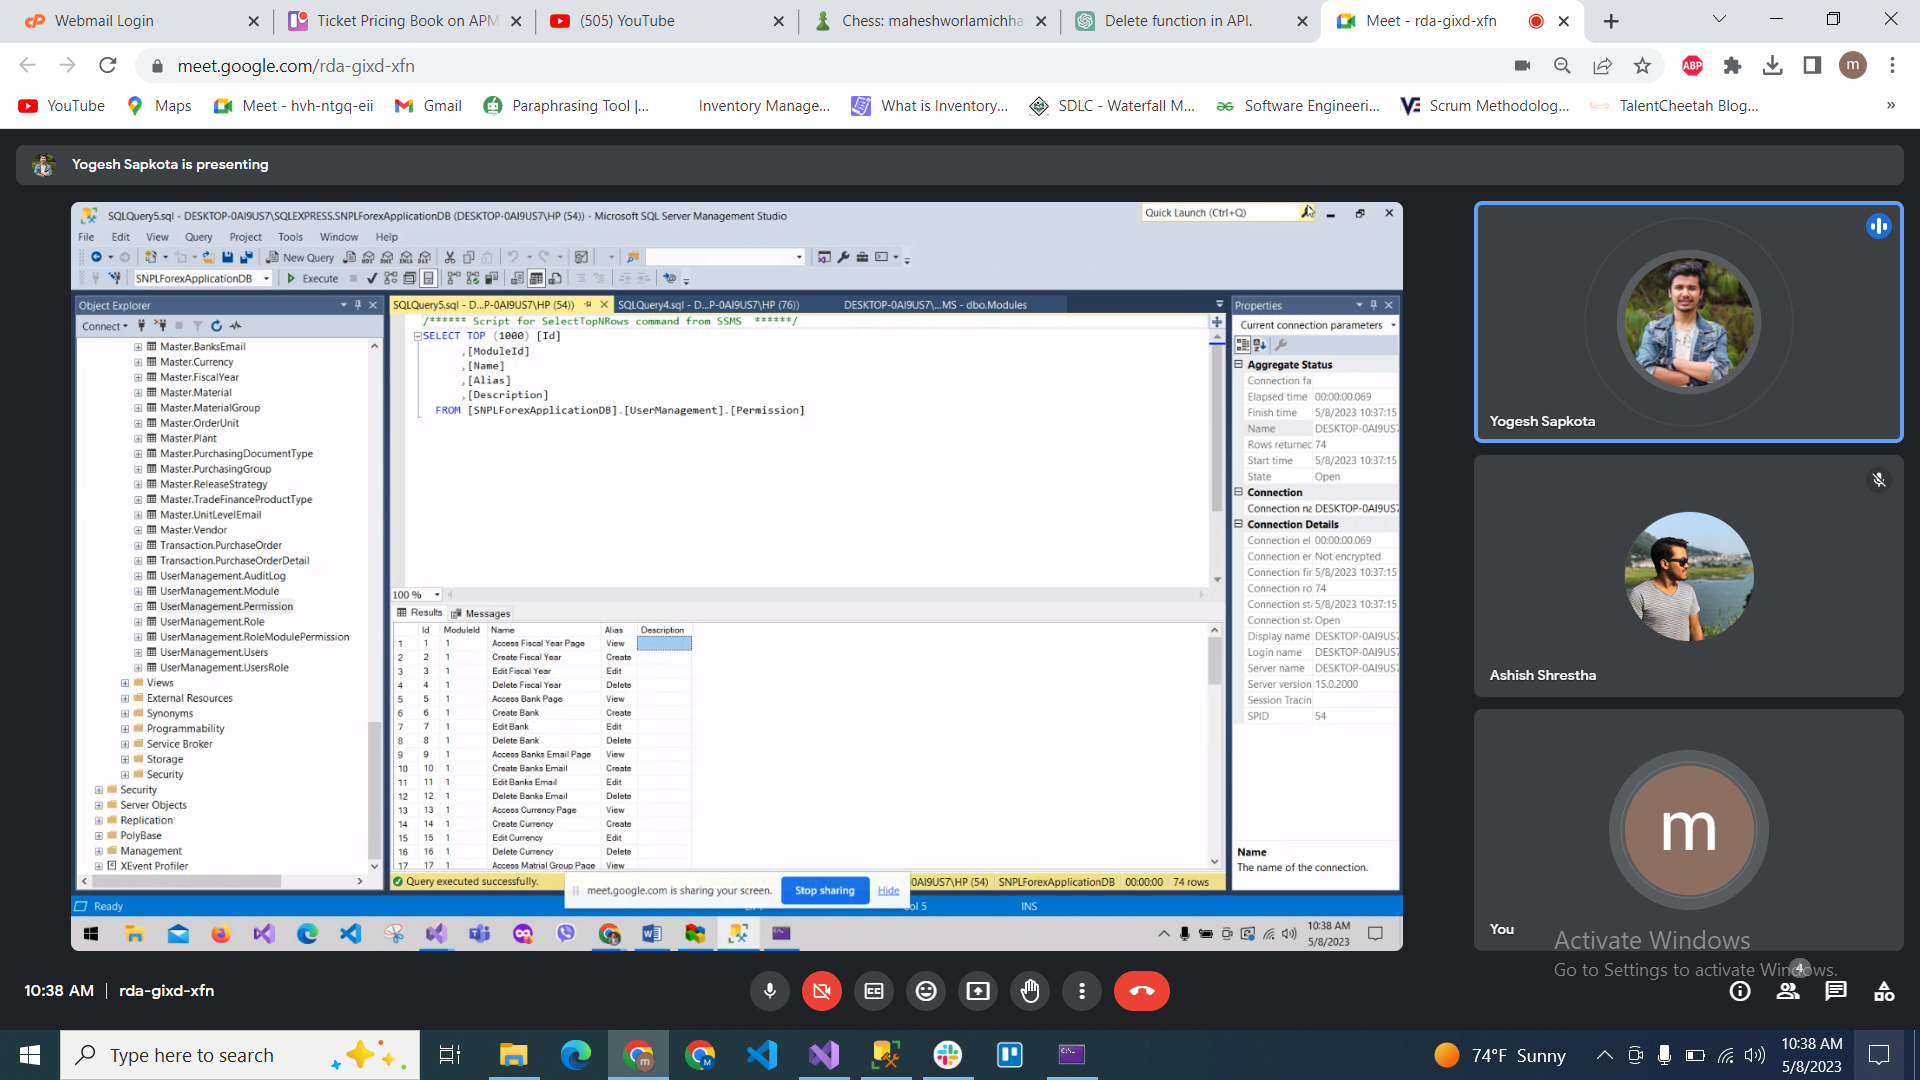 Webmail Login
Ticket Pricing Book on APM
(505) YouTube
Chess: maheshworlamichha
Delete function in API.
Meet - rda-gixd-xfn
meet.google.com/rda-gixd-xfn
ABP
m
YouTube
Maps
Meet - hvh-ntgq-eii
Gmail
Paraphrasing Tool |...
Inventory Manage...
What is Inventory...
SDLC - Waterfall M...
Software Engineeri...
Scrum Methodolog...
TalentCheetah Blog...
Yogesh Sapkota is presenting
SQLQuery5.sql - DESKTOP-0AI9US7\SQLEXPRESS.SNPLForexApplicationDB (DESKTOP-0AI9US7\HP (54)) - Microsoft SQL Server Management Studio
Quick Launch (Ctrl+Q)
File Edit View Query Project Tools Window Help
New Query
SNPLForexApplicationDB
Execute
Object Explorer
Connect
Master.BanksEmail
Master.Currency
Master.FiscalYear
Master.Material
Master.MaterialGroup
Master.OrderUnit
Master.Plant
Master.PurchasingDocumentType
Master.PurchasingGroup
Master.ReleaseStrategy
Master.TradeFinanceProductType
Master.UnitLevelEmail
Master.Vendor
Transaction.PurchaseOrder
Transaction.PurchaseOrderDetail
UserManagement.AuditLog
UserManagement.Module
UserManagement.Permission
UserManagement.Role
UserManagement.RoleModulePermission
UserManagement.Users
UserManagement.UsersRole
Views
External Resources
Synonyms
Programmability
Service Broker
Storage
Security
Security
Server Objects
Replication
PolyBase
Management
XEvent Profiler
SQLQuery5.sql - D...P-0AI9US7\HP (54))
SQLQuery4.sql - D...P-0AI9US7\HP (76))
DESKTOP-0AI9US7\...MS - dbo.Modules
/****** Script for SelectTopNRows command from SSMS ******/
SELECT TOP (1000) [Id]
,[ModuleId]
,[Name]
,[Alias]
,[Description]
FROM [SNPLForexApplicationDB].[UserManagement].[Permission]
100 %
Results
Messages
Id ModuleId Name Alias Description
1 1 1 Access Fiscal Year Page View
2 2 1 Create Fiscal Year Create
3 3 1 Edit Fiscal Year Edit
4 4 1 Delete Fiscal Year Delete
5 5 1 Access Bank Page View
6 6 1 Create Bank Create
7 7 1 Edit Bank Edit
8 8 1 Delete Bank Delete
9 9 1 Access Banks Email Page View
10 10 1 Create Banks Email Create
11 11 1 Edit Banks Email Edit
12 12 1 Delete Banks Email Delete
13 13 1 Access Currency Page View
14 14 1 Create Currency Create
15 15 1 Edit Currency Edit
16 16 1 Delete Currency Delete
17 17 1 Access Matrial Group Page View
Query executed successfully.
0AI9US7\HP (54)
SNPLForexApplicationDB
00:00:00
74 rows
meet.google.com is sharing your screen.
Stop sharing
Hide
Properties
Current connection parameters
Aggregate Status
Connection fa
Elapsed time 00:00:00.069
Finish time 5/8/2023 10:37:15
Name DESKTOP-0AI9US7
Rows returnec 74
Start time 5/8/2023 10:37:15
State Open
Connection
Connection na DESKTOP-0AI9US7
Connection Details
Connection el 00:00:00.069
Connection er Not encrypted
Connection fir 5/8/2023 10:37:15
Connection ro 74
Connection st 5/8/2023 10:37:15
Connection st Open
Display name DESKTOP-0AI9US7
Login name DESKTOP-0AI9US7
Server name DESKTOP-0AI9US7
Server version 15.0.2000
Session Tracin
SPID 54
Name
The name of the connection.
Ready
Col 5
INS
10:38 AM
5/8/2023
Yogesh Sapkota
Ashish Shrestha
m
You
Activate Windows
Go to Settings to activate Windows.
10:38 AM | rda-gixd-xfn
4
Type here to search
74°F Sunny
10:38 AM
5/8/2023